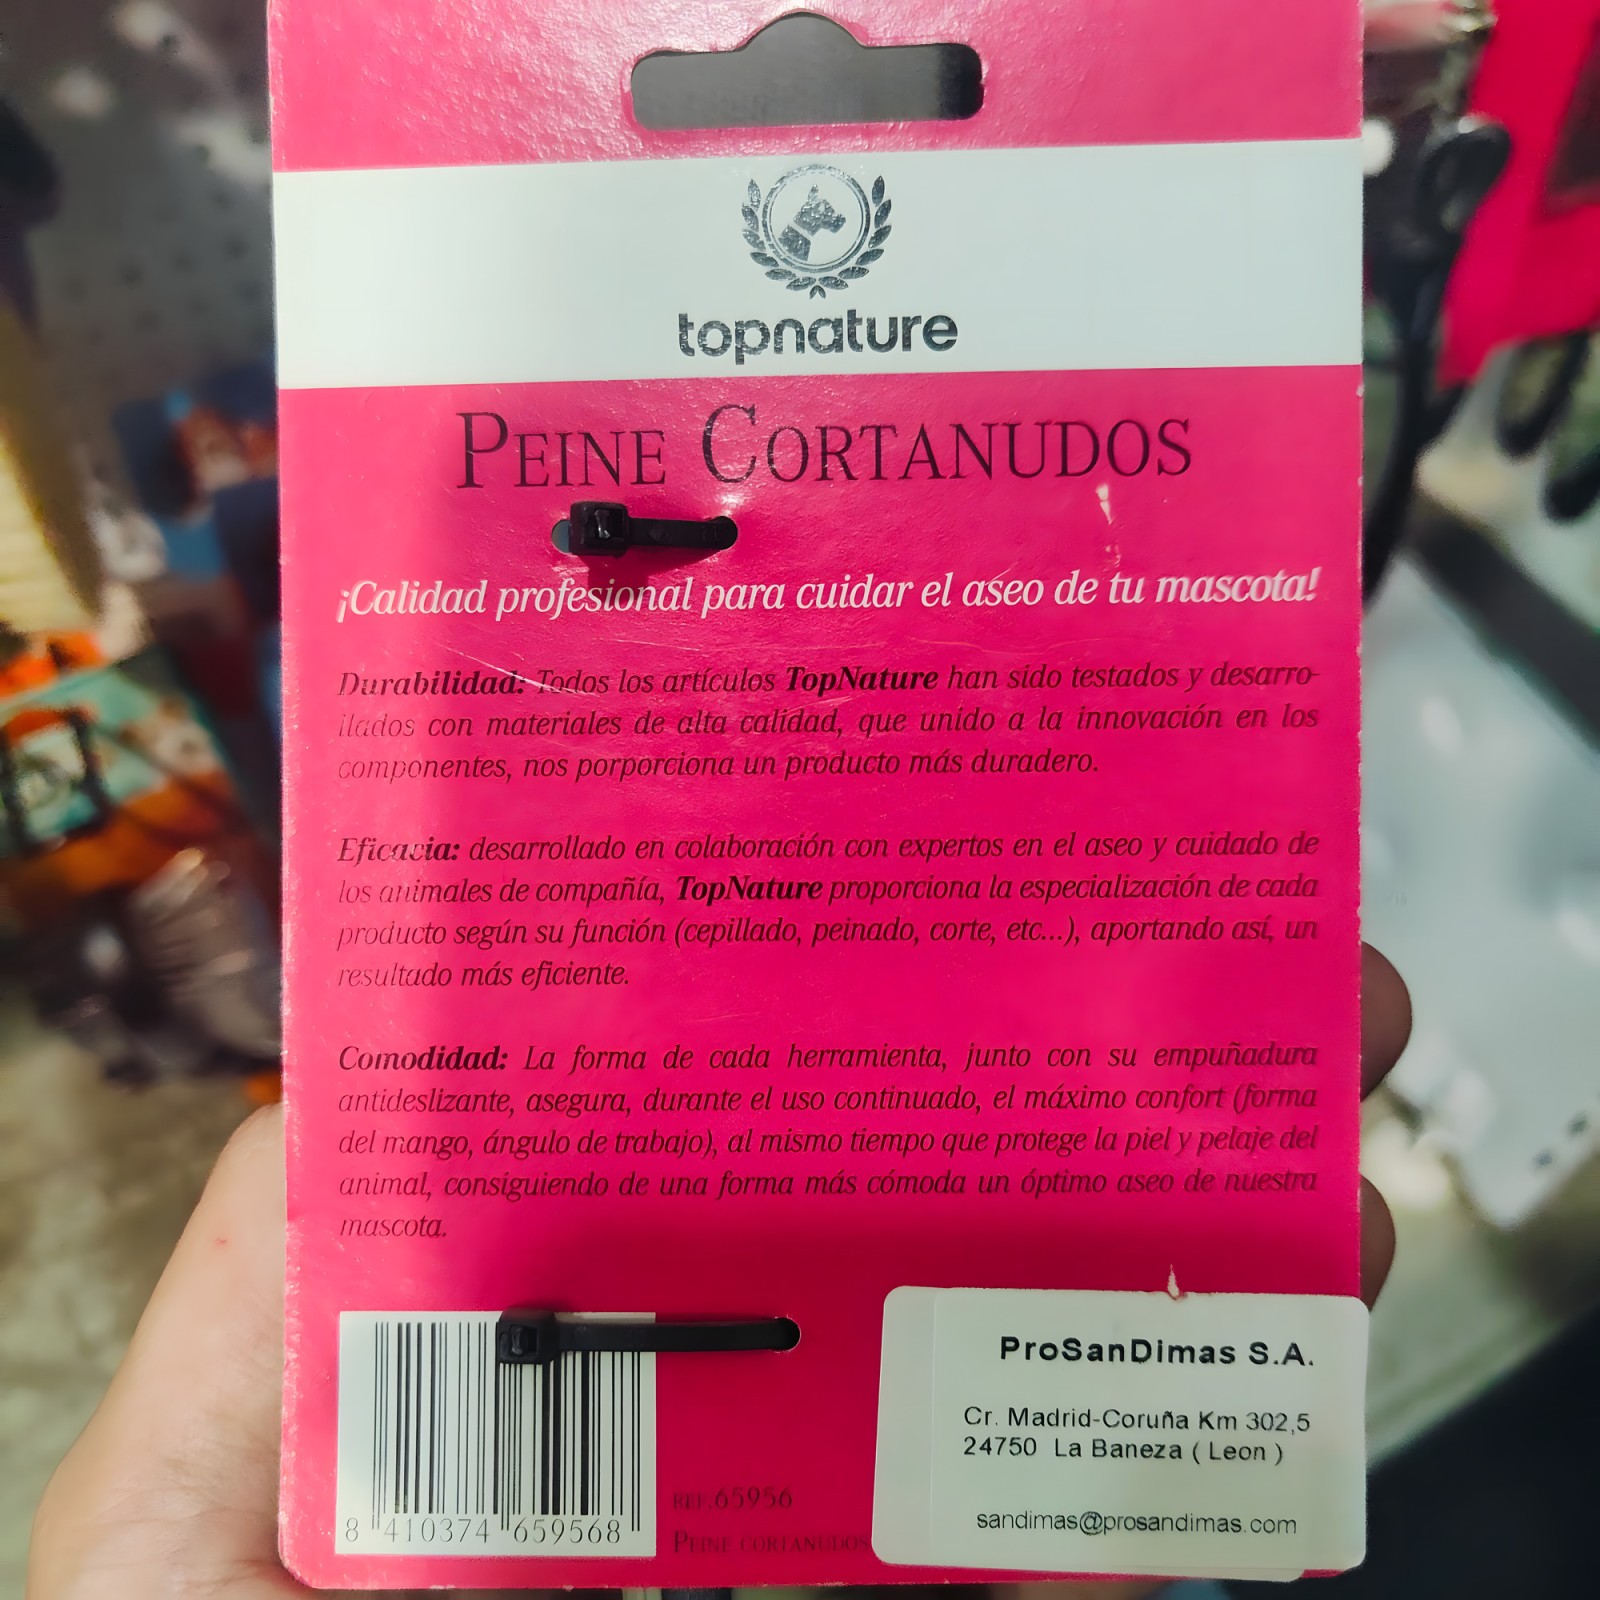 topnature
PEINE CORTANUDOS
¡Calidad profesional para cuidar el aseo de tu mascota!
Durabilidad: Todos los artículos TopNature han sido testados y desarro-
llados con materiales de alta calidad, que unido a la innovación en los
componentes, nos porporciona un producto más duradero.
Eficacia: desarrollado en colaboración con expertos en el aseo y cuidado de
los animales de compañía, TopNature proporciona la especialización de cada
producto según su función (cepillado, peinado, corte, etc...), aportando así, un
resultado más eficiente.
Comodidad: La forma de cada herramienta, junto con su empuñadura
antideslizante, asegura, durante el uso continuado, el máximo confort (forma
del mango, ángulo de trabajo), al mismo tiempo que protege la piel y pelaje del
animal, consiguiendo de una forma más cómoda un óptimo aseo de nuestra
mascota.
8 410374 659568
REF.65956
PEINE CORTANUDOS
ProSanDimas S.A.
Cr. Madrid-Coruña Km 302,5
24750 La Baneza ( Leon )
sandimas@prosandimas.com